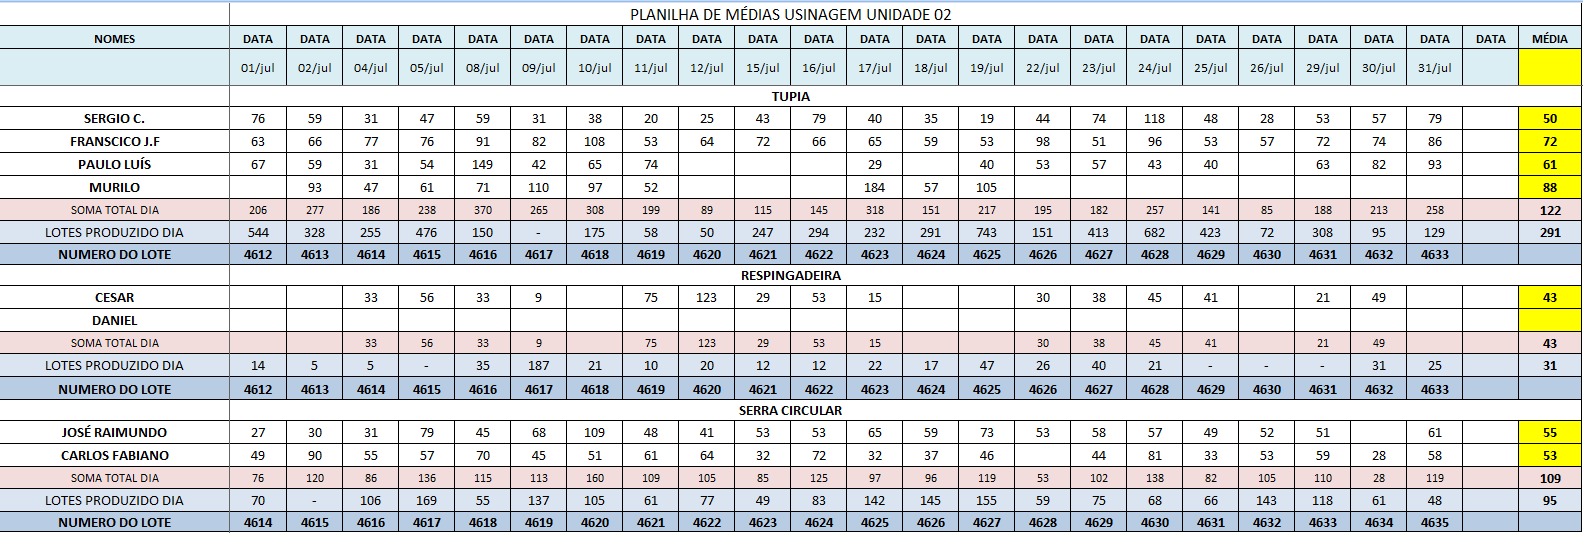 PLANILHA DE MÉDIAS USINAGEM UNIDADE 02
NOMES DATA DATA DATA DATA DATA DATA DATA DATA DATA DATA DATA DATA DATA DATA DATA DATA DATA DATA DATA DATA DATA DATA DATA MÉDIA
01/jul 02/jul 04/jul 05/jul 08/jul 09/jul 10/jul 11/jul 12/jul 15/jul 16/jul 17/jul 18/jul 19/jul 22/jul 23/jul 24/jul 25/jul 26/jul 29/jul 30/jul 31/jul
TUPIA
SERGIO C. 76 59 31 47 59 31 38 20 25 43 79 40 35 19 44 74 118 48 28 53 57 79 50
FRANSCICO J.F 63 66 77 76 91 82 108 53 64 72 66 65 59 53 98 51 96 53 57 72 74 86 72
PAULO LUÍS 67 59 31 54 149 42 65 74 29 40 53 57 43 40 63 82 93 61
MURILO 93 47 61 71 110 97 52 184 57 105 88
SOMA TOTAL DIA 206 277 186 238 370 265 308 199 89 115 145 318 151 217 195 182 257 141 85 188 213 258 122
LOTES PRODUZIDO DIA 544 328 255 476 150 - 175 58 50 247 294 232 291 743 151 413 682 423 72 308 95 129 291
NUMERO DO LOTE 4612 4613 4614 4615 4616 4617 4618 4619 4620 4621 4622 4623 4624 4625 4626 4627 4628 4629 4630 4631 4632 4633
RESPINGADEIRA
CESAR 33 56 33 9 75 123 29 53 15 30 38 45 41 21 49 43
DANIEL
SOMA TOTAL DIA 33 56 33 9 75 123 29 53 15 30 38 45 41 21 49 43
LOTES PRODUZIDO DIA 14 5 5 - 35 187 21 10 20 12 12 22 17 47 26 40 21 - - - 31 25 31
NUMERO DO LOTE 4612 4613 4614 4615 4616 4617 4618 4619 4620 4621 4622 4623 4624 4625 4626 4627 4628 4629 4630 4631 4632 4633
SERRA CIRCULAR
JOSÉ RAIMUNDO 27 30 31 79 45 68 109 48 41 53 53 65 59 73 53 58 57 49 52 51 61 55
CARLOS FABIANO 49 90 55 57 70 45 51 61 64 32 72 32 37 46 44 81 33 53 59 28 58 53
SOMA TOTAL DIA 76 120 86 136 115 113 160 109 105 85 125 97 96 119 53 102 138 82 105 110 28 119 109
LOTES PRODUZIDO DIA 70 - 106 169 55 137 105 61 77 49 83 142 145 155 59 75 68 66 143 118 61 48 95
NUMERO DO LOTE 4614 4615 4616 4617 4618 4619 4620 4621 4622 4623 4624 4625 4626 4627 4628 4629 4630 4631 4632 4633 4634 4635